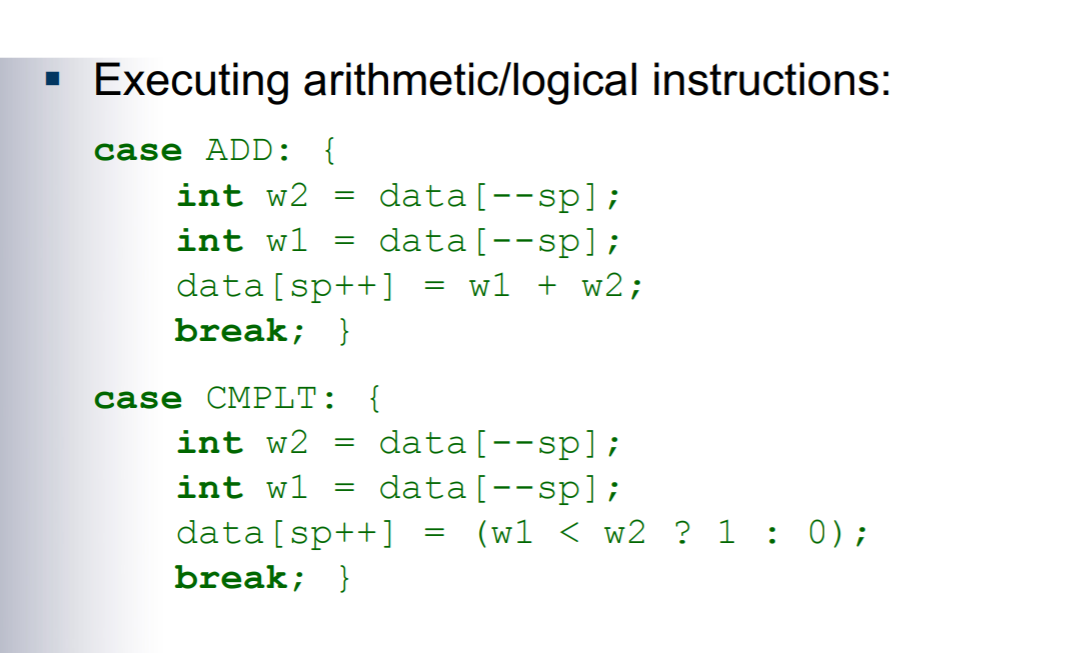 ▪ Executing arithmetic/logical instructions:
case ADD: {
    int w2 = data[--sp];
    int w1 = data[--sp];
    data[sp++] = w1 + w2;
    break; }
case CMPLT: {
    int w2 = data[--sp];
    int w1 = data[--sp];
    data[sp++] = (w1 < w2 ? 1 : 0);
    break; }